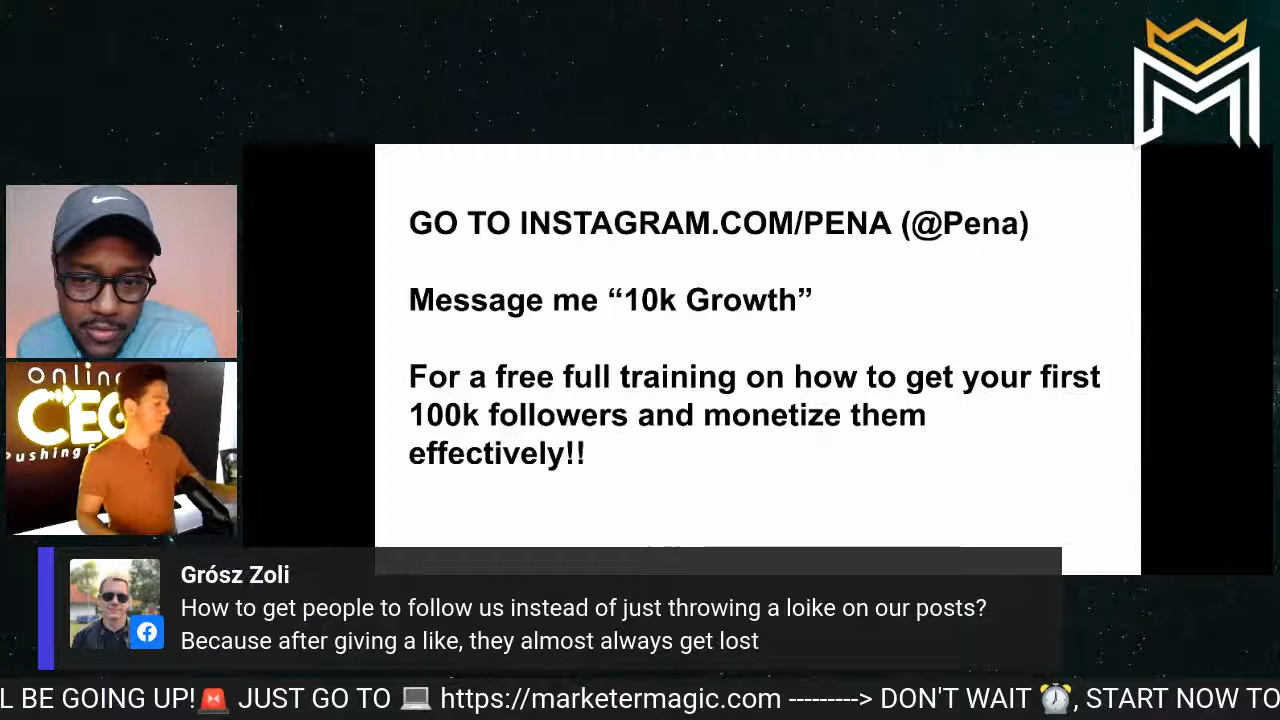 GO TO INSTAGRAM.COM/PENA (@Pena)
Message me “10k Growth”
For a free full training on how to get your first
100k followers and monetize them
effectively!!
online
CEO
Grósz Zoli
How to get people to follow us instead of just throwing a loike on our posts?
Because after giving a like, they almost always get lost
L BE GOING UP!🚨 JUST GO TO 💻 https://marketermagic.com ---------> DON'T WAIT ⏰, START NOW TO